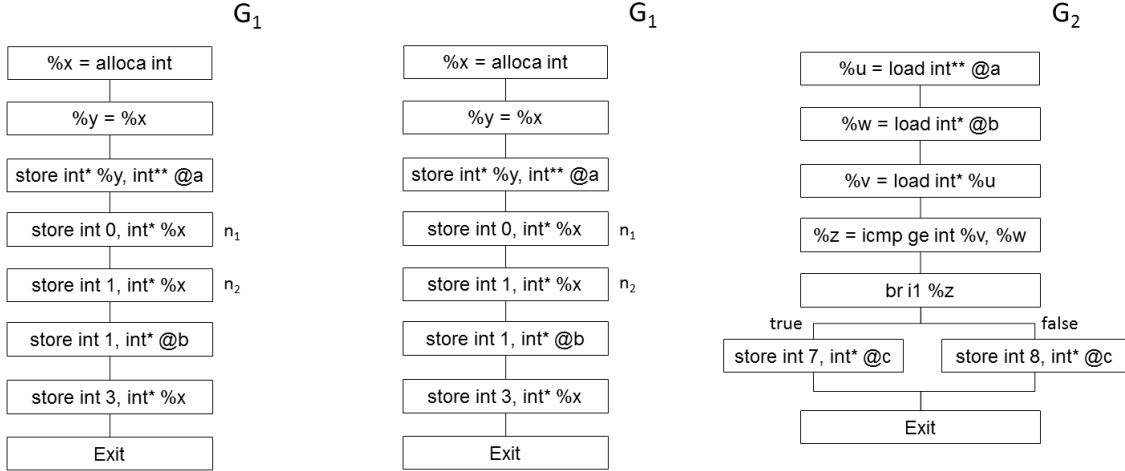 G₁
%x = alloca int
%y = %x
store int* %y, int** @a
store int 0, int* %x n₁
store int 1, int* %x n₂
store int 1, int* @b
store int 3, int* %x
Exit
G₁
%x = alloca int
%y = %x
store int* %y, int** @a
store int 0, int* %x n₁
store int 1, int* %x n₂
store int 1, int* @b
store int 3, int* %x
Exit
G₂
%u = load int** @a
%w = load int* @b
%v = load int* %u
%z = icmp ge int %v, %w
br i1 %z
true false
store int 7, int* @c store int 8, int* @c
Exit